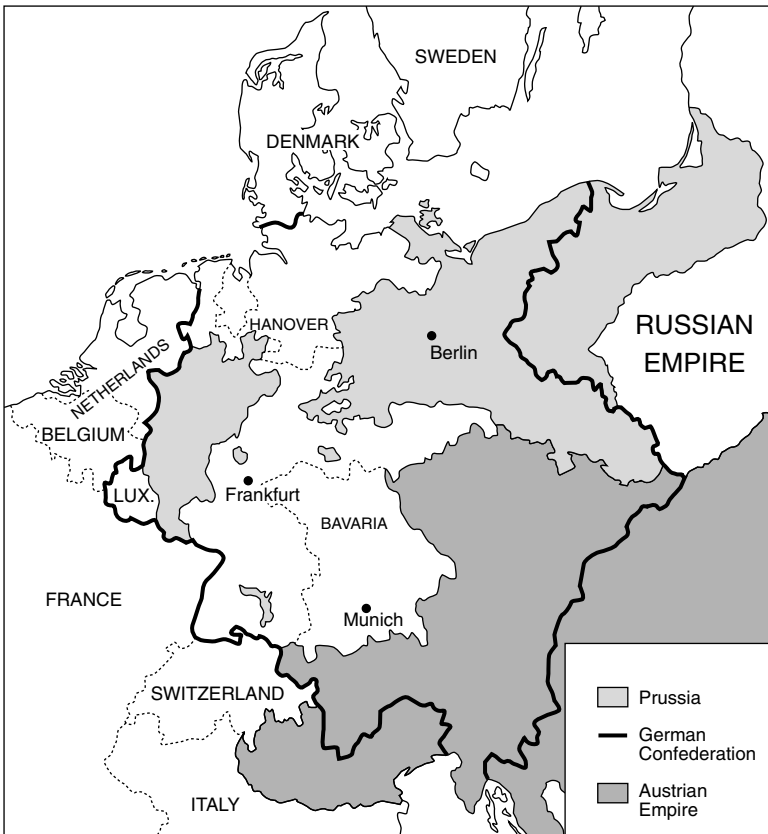 SWEDEN
DENMARK
HANOVER
RUSSIAN
EMPIRE
Berlin
NETHERLANDS
BELGIUM
LUX.
Frankfurt
BAVARIA
FRANCE
Munich
SWITZERLAND
ITALY
Prussia
German
Confederation
Austrian
Empire